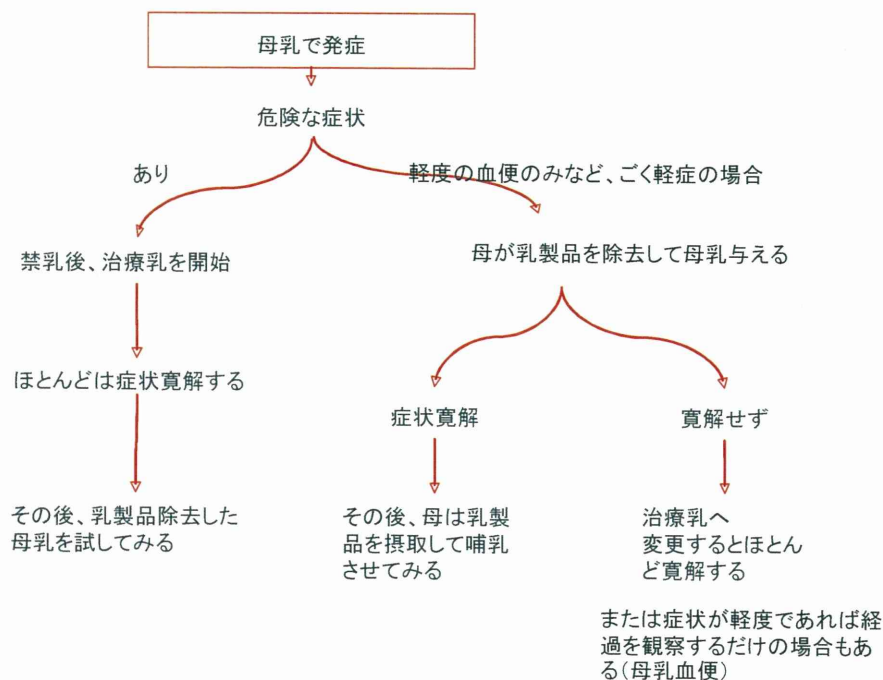 母乳で発症
危険な症状
あり
軽度の血便のみなど、ごく軽症の場合
禁乳後、治療乳を開始
母が乳製品を除去して母乳与える
ほとんどは症状寛解する
症状寛解
寛解せず
その後、乳製品除去した
母乳を試してみる
その後、母は乳製
品を摂取して哺乳
させてみる
治療乳へ
変更するとほとん
ど寛解する
または症状が軽度であれば経
過を観察するだけの場合もあ
る(母乳血便)